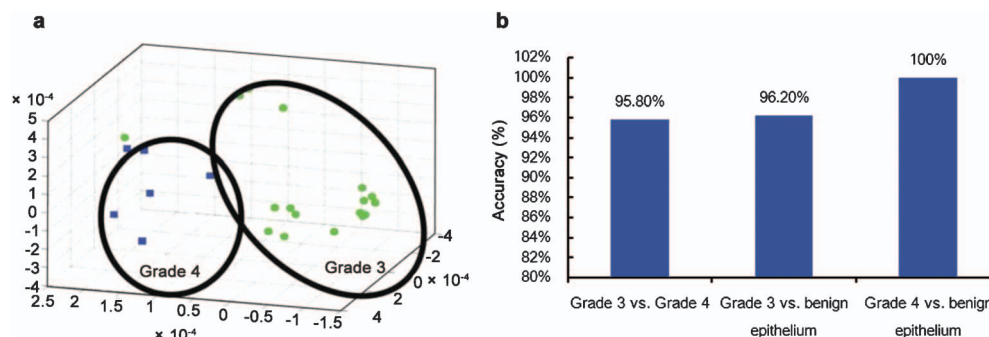 a
× 10-4
5
4
3
2
1
0
-1
-2
-3
-4
2.5 2 1 1 0.5 0 -0.5 -1 -1.5
× 10-4
4
2
0 × 10-4
-2
-4
Grade 4
Grade 3
b
Accuracy (%)
102%
100%
98%
96%
94%
92%
90%
88%
86%
84%
82%
80%
95.80%
96.20%
100%
Grade 3 vs. Grade 4
Grade 3 vs. benign
epithelium
Grade 4 vs. benign
epithelium